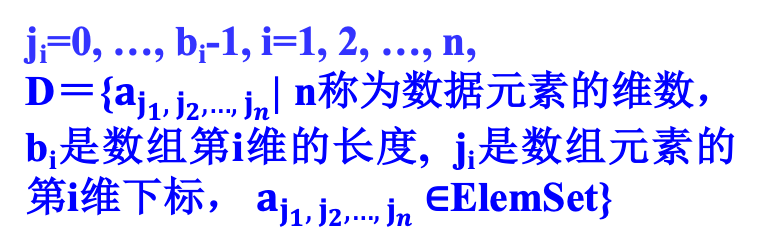 jᵢ=0, …, bᵢ-1, i=1, 2, …, n,
D＝{a_{j₁, j₂,…, jₙ}| n称为数据元素的维数，
bᵢ是数组第i维的长度, jᵢ是数组元素的
第i维下标， a_{j₁, j₂,…, jₙ} ∈ElemSet}